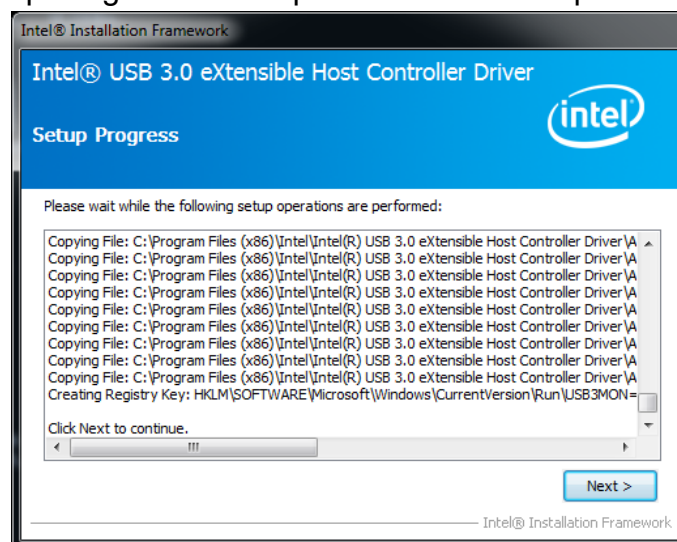 Intel® Installation Framework
Intel® USB 3.0 eXtensible Host Controller Driver
intel
Setup Progress
Please wait while the following setup operations are performed:
Copying File: C:\Program Files (x86)\Intel\Intel(R) USB 3.0 eXtensible Host Controller Driver\A
Copying File: C:\Program Files (x86)\Intel\Intel(R) USB 3.0 eXtensible Host Controller Driver\A
Copying File: C:\Program Files (x86)\Intel\Intel(R) USB 3.0 eXtensible Host Controller Driver\A
Copying File: C:\Program Files (x86)\Intel\Intel(R) USB 3.0 eXtensible Host Controller Driver\A
Copying File: C:\Program Files (x86)\Intel\Intel(R) USB 3.0 eXtensible Host Controller Driver\A
Copying File: C:\Program Files (x86)\Intel\Intel(R) USB 3.0 eXtensible Host Controller Driver\A
Copying File: C:\Program Files (x86)\Intel\Intel(R) USB 3.0 eXtensible Host Controller Driver\A
Copying File: C:\Program Files (x86)\Intel\Intel(R) USB 3.0 eXtensible Host Controller Driver\A
Copying File: C:\Program Files (x86)\Intel\Intel(R) USB 3.0 eXtensible Host Controller Driver\A
Creating Registry Key: HKLM\SOFTWARE\Microsoft\Windows\CurrentVersion\Run\USB3MON=
Click Next to continue.
Next >
Intel® Installation Framework